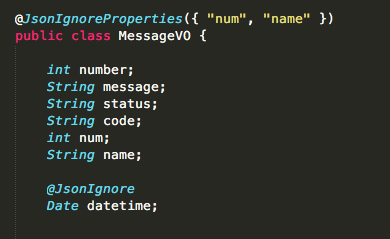 @JsonIgnoreProperties({ "num", "name" })
public class MessageVO {
int number;
String message;
String status;
String code;
int num;
String name;
@JsonIgnore
Date datetime;